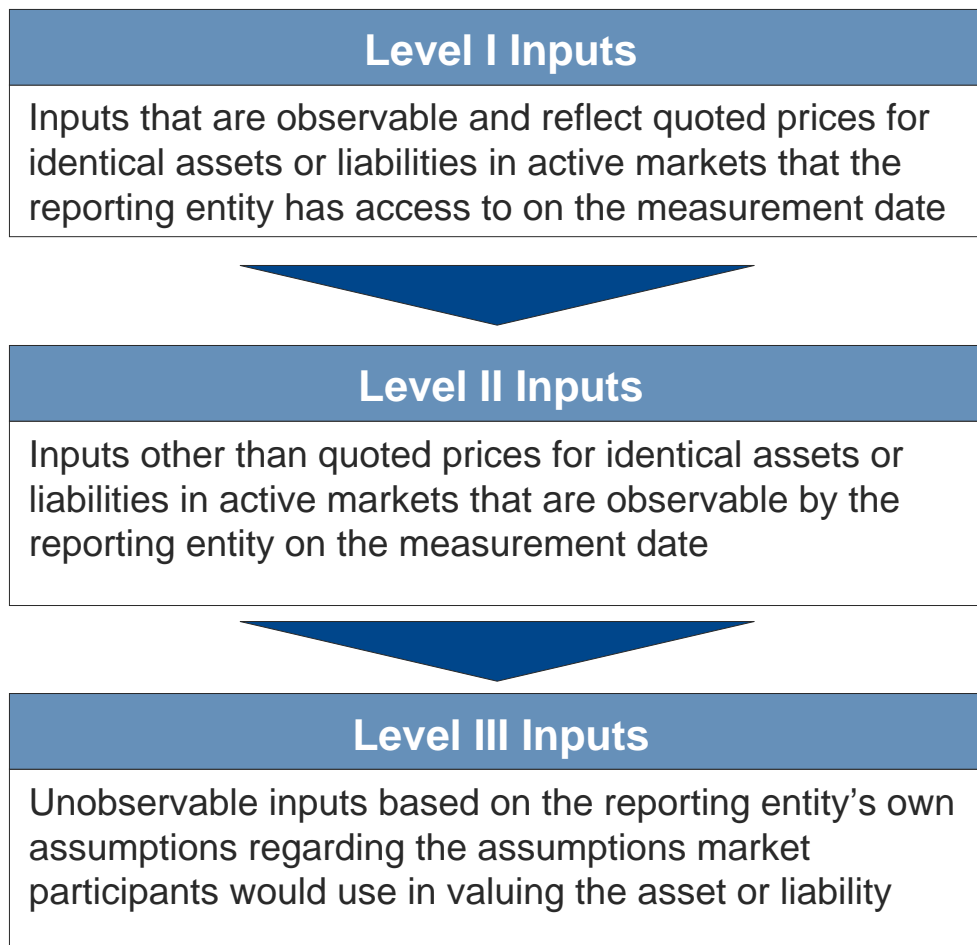 Level I Inputs
Inputs that are observable and reflect quoted prices for
identical assets or liabilities in active markets that the
reporting entity has access to on the measurement date
Level II Inputs
Inputs other than quoted prices for identical assets or
liabilities in active markets that are observable by the
reporting entity on the measurement date
Level III Inputs
Unobservable inputs based on the reporting entity’s own
assumptions regarding the assumptions market
participants would use in valuing the asset or liability